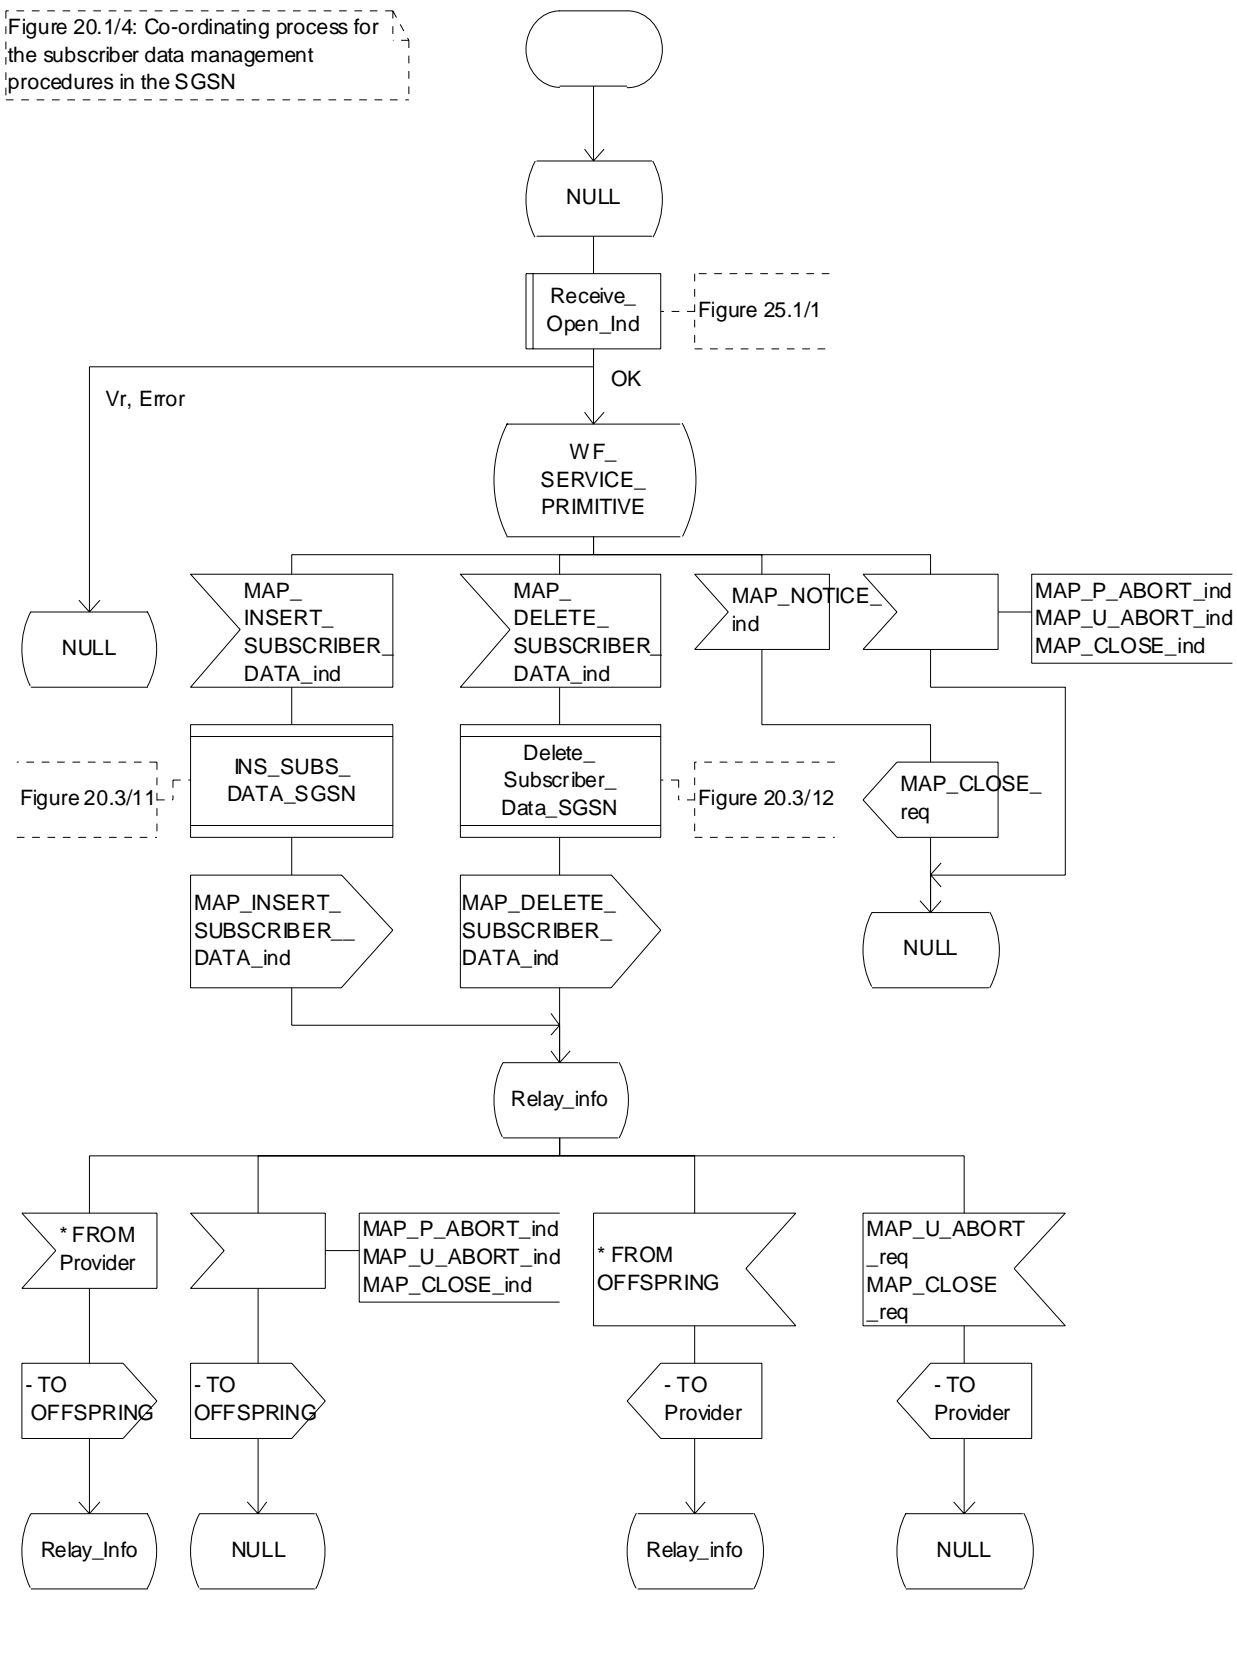 Figure 20.1/4: Co-ordinating process for
the subscriber data management
procedures in the SGSN
NULL
Receive_
Open_Ind
Figure 25.1/1
OK
Vr, Error
WF_
SERVICE_
PRIMITIVE
NULL
MAP_
INSERT_
SUBSCRIBER_
DATA_ind
MAP_
DELETE_
SUBSCRIBER_
DATA_ind
MAP_NOTICE_
ind
MAP_P_ABORT_ind
MAP_U_ABORT_ind
MAP_CLOSE_ind
Figure 20.3/11
INS_SUBS_
DATA_SGSN
Delete_
Subscriber_
Data_SGSN
Figure 20.3/12
MAP_CLOSE_
req
MAP_INSERT_
SUBSCRIBER__
DATA_ind
MAP_DELETE_
SUBSCRIBER_
DATA_ind
NULL
Relay_info
* FROM
Provider
MAP_P_ABORT_ind
MAP_U_ABORT_ind
MAP_CLOSE_ind
* FROM
OFFSPRING
MAP_U_ABORT
_req
MAP_CLOSE
_req
- TO
OFFSPRING
- TO
OFFSPRING
- TO
Provider
- TO
Provider
Relay_Info
NULL
Relay_info
NULL